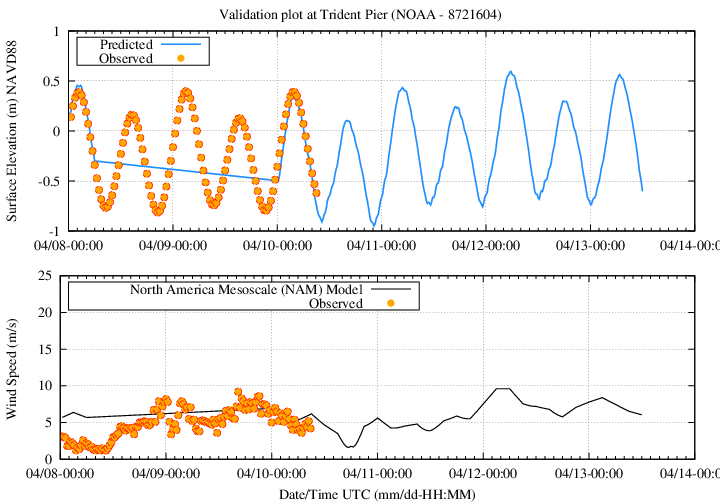 Validation plot at Trident Pier (NOAA - 8721604)
Surface Elevation (m) NAVD88
1
0.5
0
-0.5
-1
Predicted
Observed
04/08-00:00 04/09-00:00 04/10-00:00 04/11-00:00 04/12-00:00 04/13-00:00 04/14-00:00
Wind Speed (m/s)
25
20
15
10
5
0
North America Mesoscale (NAM) Model
Observed
04/08-00:00 04/09-00:00 04/10-00:00 04/11-00:00 04/12-00:00 04/13-00:00 04/14-00:00
Date/Time UTC (mm/dd-HH:MM)